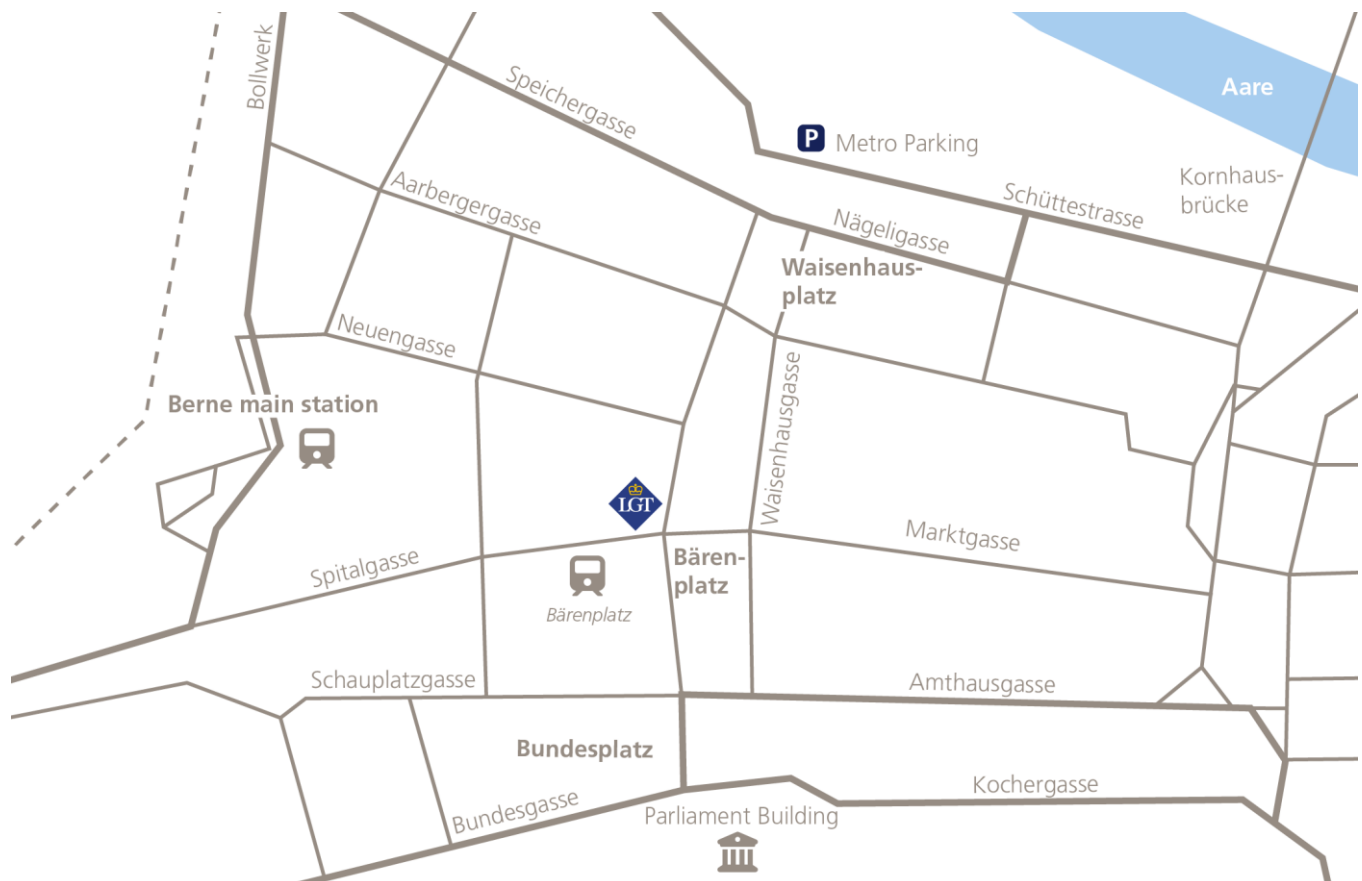 Bollwerk
Speichergasse
Aare
P Metro Parking
Kornhaus-
brücke
Schüttestrasse
Aarbergergasse
Nägeligasse
Waisenhaus-
platz
Neuengasse
Waisenhausgasse
Berne main station
LGT
Marktgasse
Spitalgasse
Bären-
platz
Bärenplatz
Schauplatzgasse
Amthausgasse
Bundesplatz
Kochergasse
Bundesgasse
Parliament Building